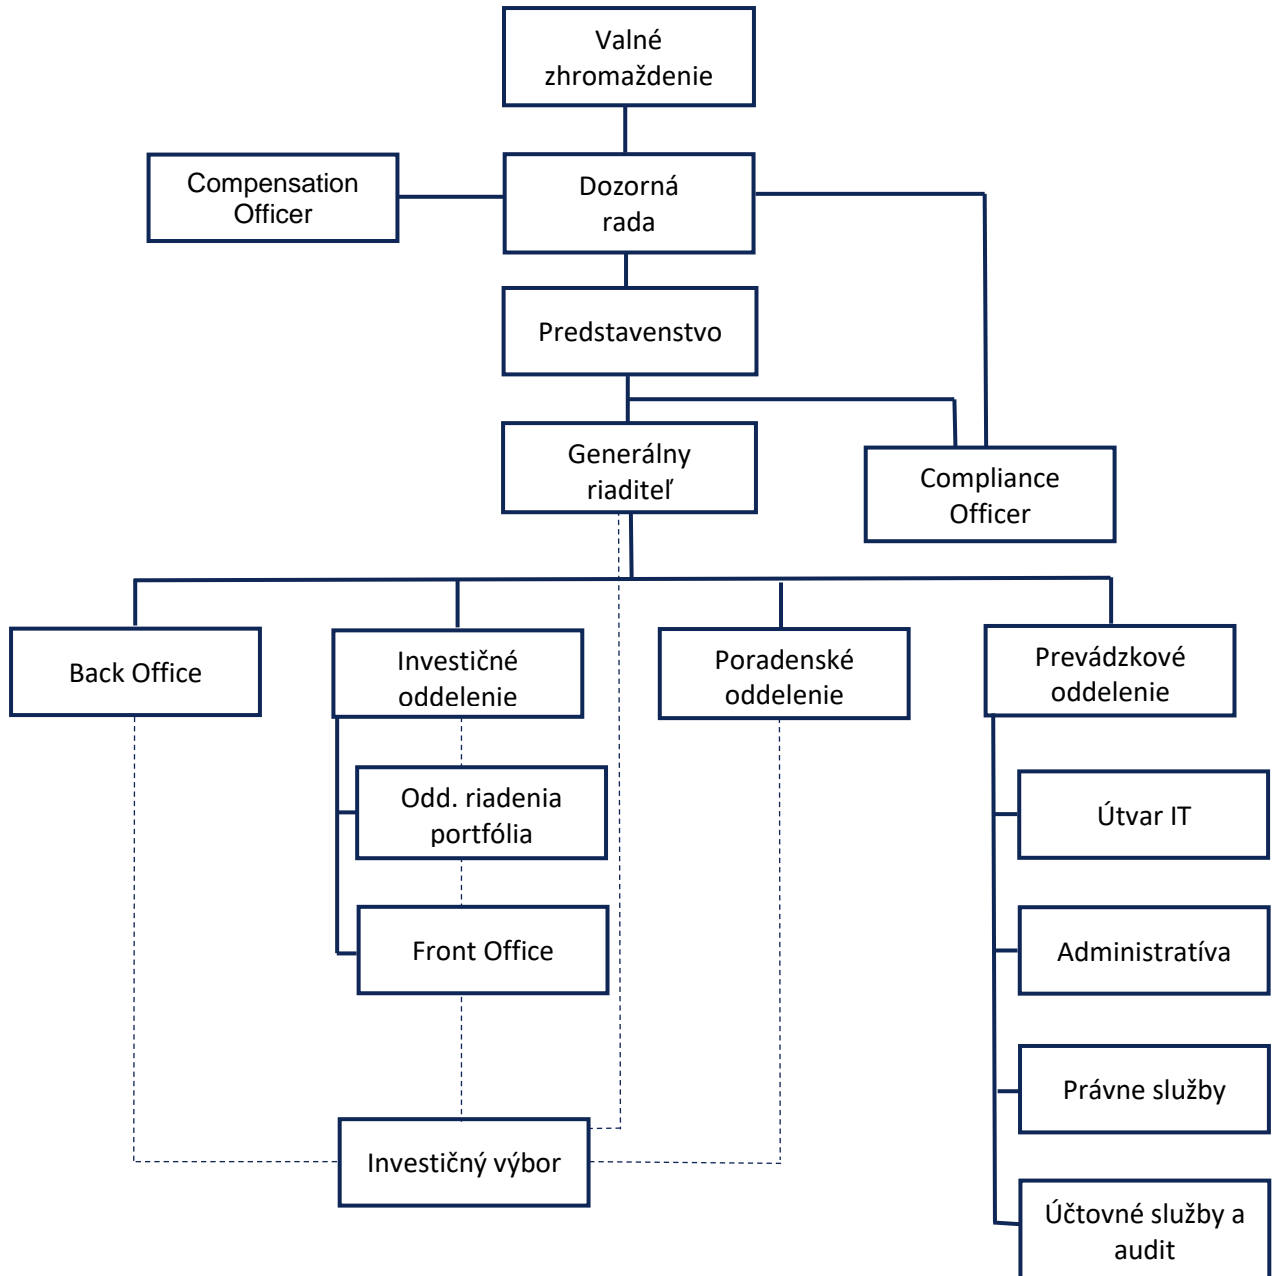 Valné
zhromaždenie
Compensation
Officer
Dozorná
rada
Predstavenstvo
Generálny
riaditeľ
Compliance
Officer
Back Office
Investičné
oddelenie
Poradenské
oddelenie
Prevádzkové
oddelenie
Odd. riadenia
portfólia
Útvar IT
Front Office
Administratíva
Právne služby
Investičný výbor
Účtovné služby a
audit